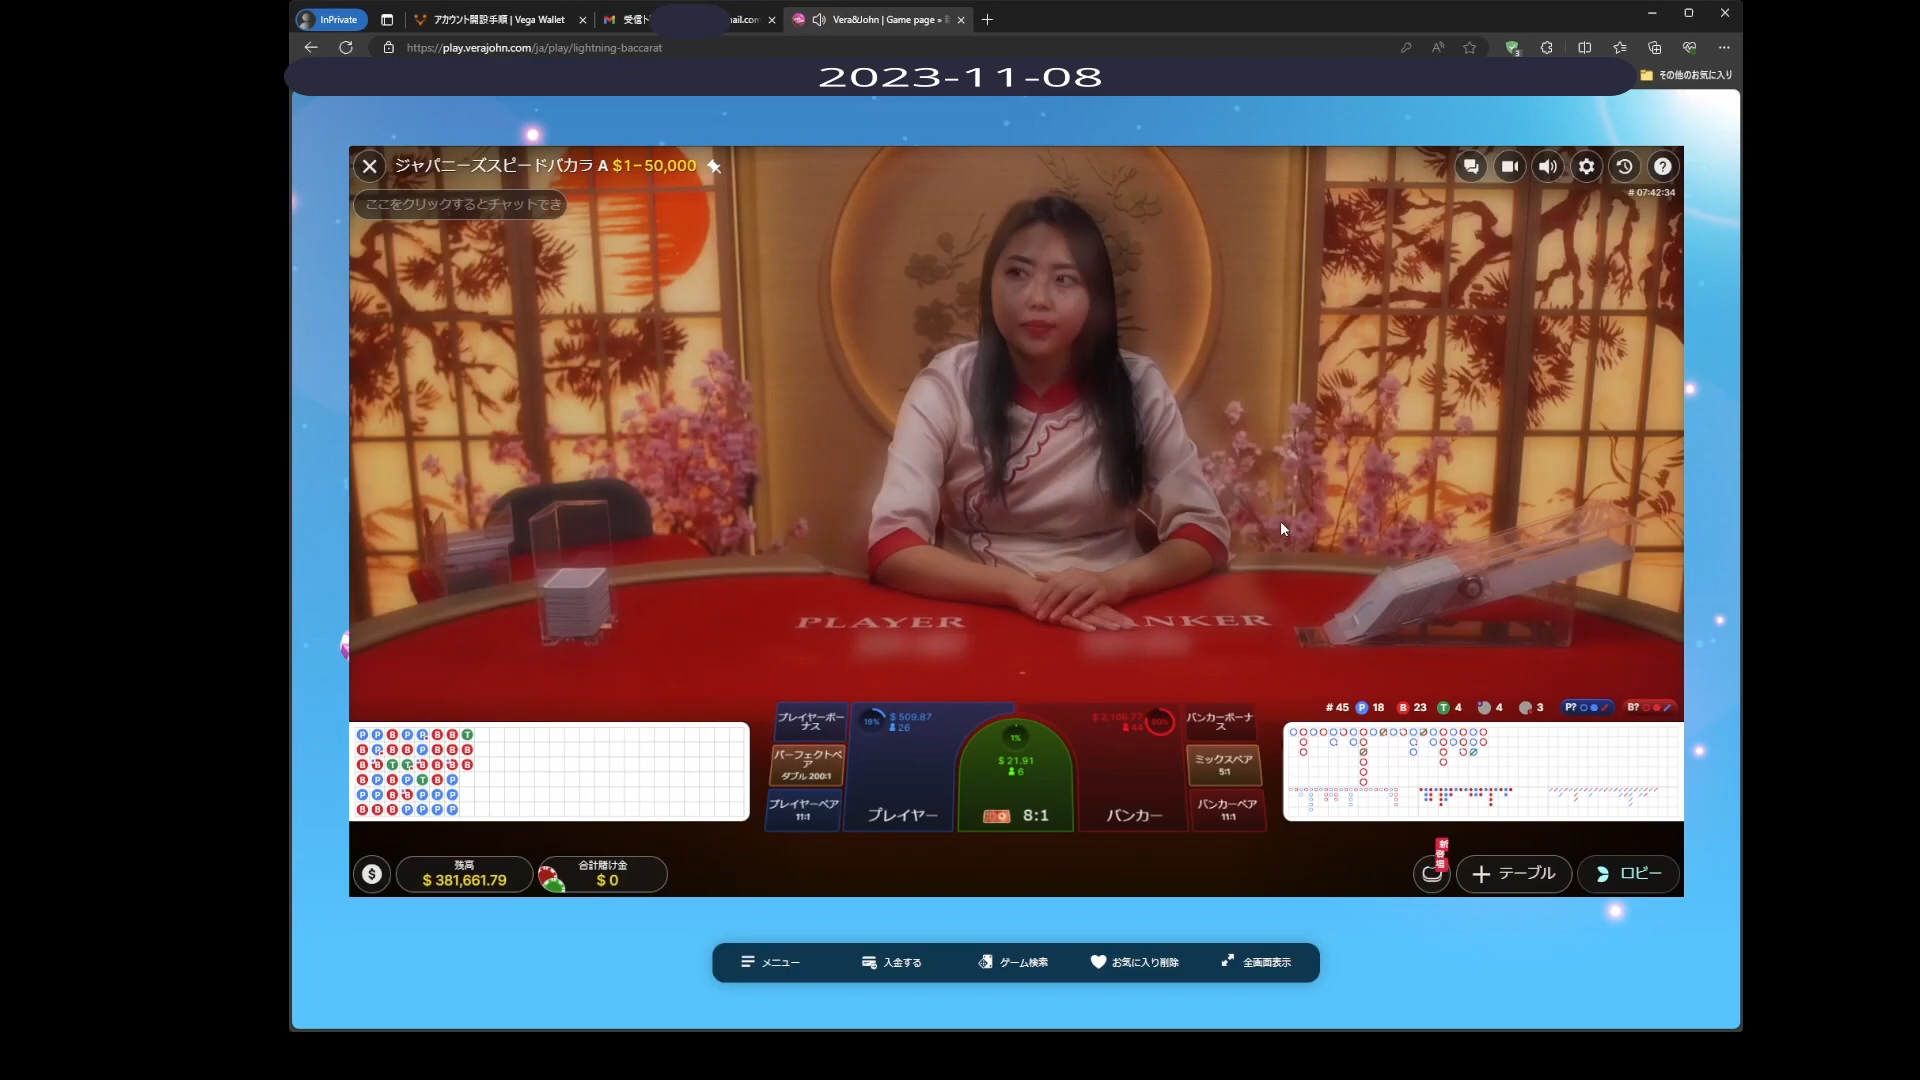 InPrivate
アカウント開設手順 | Vega Wallet
受信ト
ail.com
Vera&John | Game page »
https://play.verajohn.com/ja/play/lightning-baccarat
2023-11-08
その他のお気に入り
ジャパニーズスピードバカラ A $1–50,000
ここをクリックするとチャットでき
# 07:42:34
PLAYER
ANKER
# 45 P 18 B 23 T 4 4 3 P? B?
プレイヤーボーナス
19% $ 509.87
26
1%
$ 21.91
6
44
バンカーボーナス
パーフェクトペア
ダブル 200:1
ミックスペア
5:1
プレイヤーペア
11:1
プレイヤー
8:1
バンカー
バンカーペア
11:1
P P B P P B B T
B P B B P B B B
B B T T B B B B
B P B P T B P
P P B B P P P
B B B P P P P
残高
$ 381,661.79
合計賭け金
$ 0
テーブル
ロビー
メニュー
入金する
ゲーム検索
お気に入り削除
全画面表示